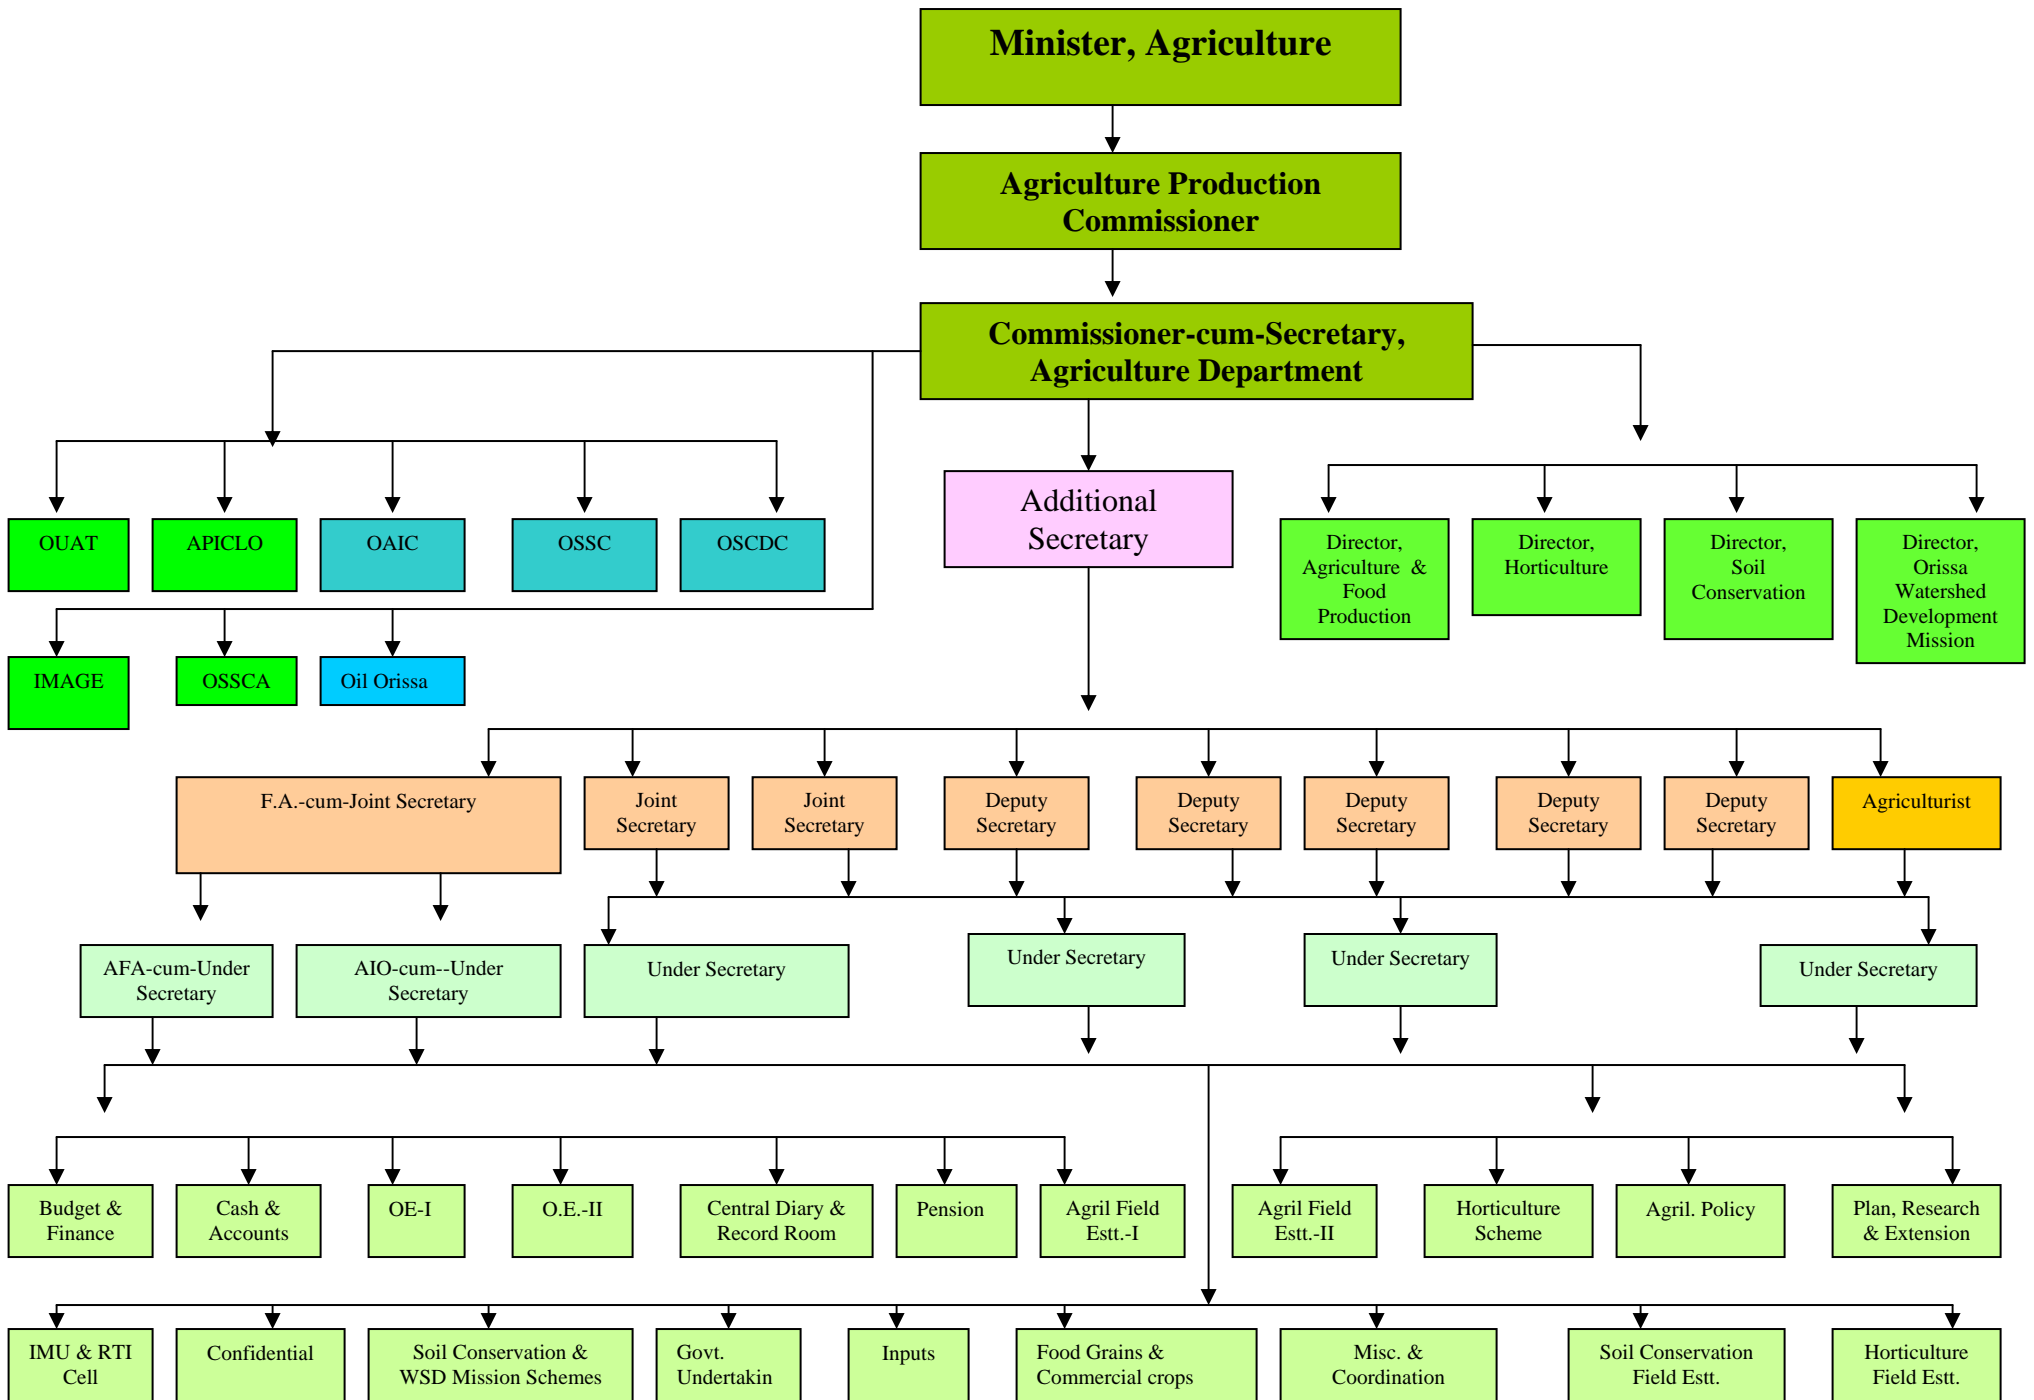 Minister, Agriculture
Agriculture Production
Commissioner
Commissioner-cum-Secretary,
Agriculture Department
OUAT
APICLO
OAIC
OSSC
OSCDC
Additional
Secretary
Director,
Agriculture &
Food
Production
Director,
Horticulture
Director,
Soil
Conservation
Director,
Orissa
Watershed
Development
Mission
IMAGE
OSSCA
Oil Orissa
F.A.-cum-Joint Secretary
Joint
Secretary
Joint
Secretary
Deputy
Secretary
Deputy
Secretary
Deputy
Secretary
Deputy
Secretary
Deputy
Secretary
Agriculturist
AFA-cum-Under
Secretary
AIO-cum--Under
Secretary
Under Secretary
Under Secretary
Under Secretary
Under Secretary
Budget &
Finance
Cash &
Accounts
OE-I
O.E.-II
Central Diary &
Record Room
Pension
Agril Field
Estt.-I
Agril Field
Estt.-II
Horticulture
Scheme
Agril. Policy
Plan, Research
& Extension
IMU & RTI
Cell
Confidential
Soil Conservation &
WSD Mission Schemes
Govt.
Undertakin
Inputs
Food Grains &
Commercial crops
Misc. &
Coordination
Soil Conservation
Field Estt.
Horticulture
Field Estt.